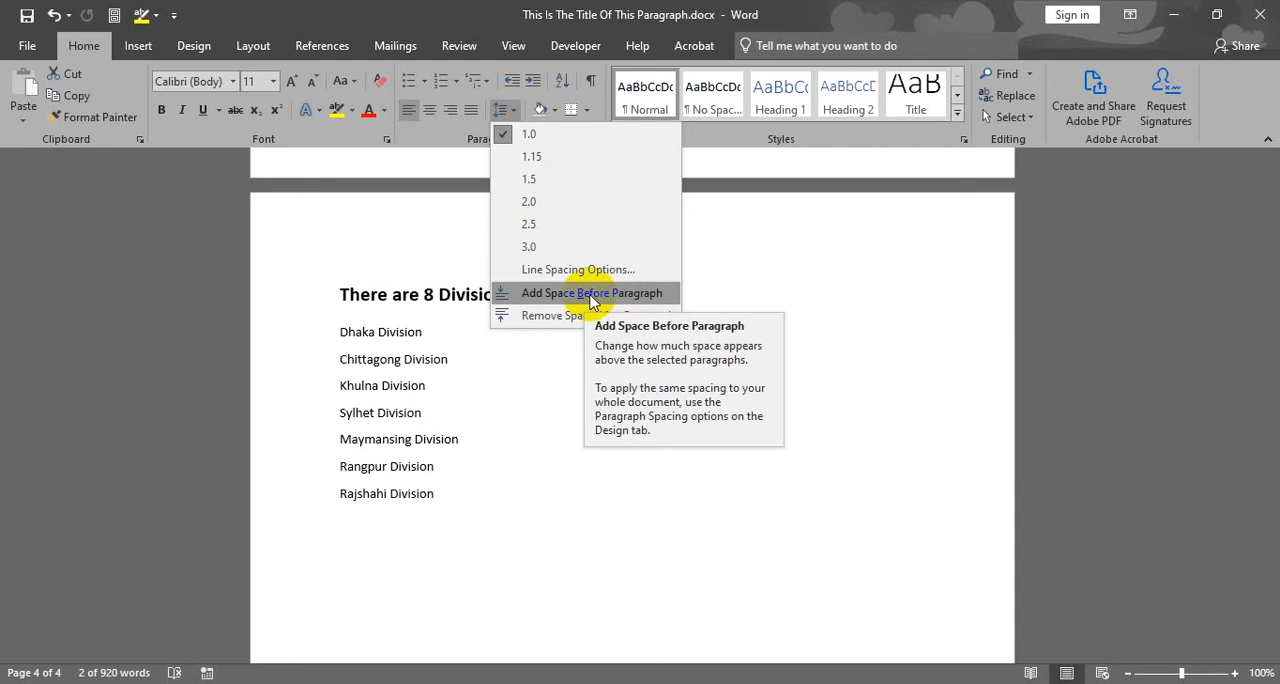 This Is The Title Of This Paragraph.docx - Word
Sign in
File Home Insert Design Layout References Mailings Review View Developer Help Acrobat Tell me what you want to do Share
Paste
Cut
Copy
Format Painter
Clipboard
Calibri (Body) 11
Font
AaBbCcDc
¶ Normal
AaBbCcDc
¶ No Spac...
AaBbCc
Heading 1
AaBbCcC
Heading 2
AaB
Title
Styles
Find
Replace
Select
Editing
Create and Share
Adobe PDF
Request
Signatures
Adobe Acrobat
1.0
1.15
1.5
2.0
2.5
3.0
Line Spacing Options...
Add Space Before Paragraph
Remove
Add Space Before Paragraph
Change how much space appears
above the selected paragraphs.
To apply the same spacing to your
whole document, use the
Paragraph Spacing options on the
Design tab.
There are 8
Dhaka Division
Chittagong Division
Khulna Division
Sylhet Division
Maymansing Division
Rangpur Division
Rajshahi Division
Page 4 of 4 2 of 920 words
100%